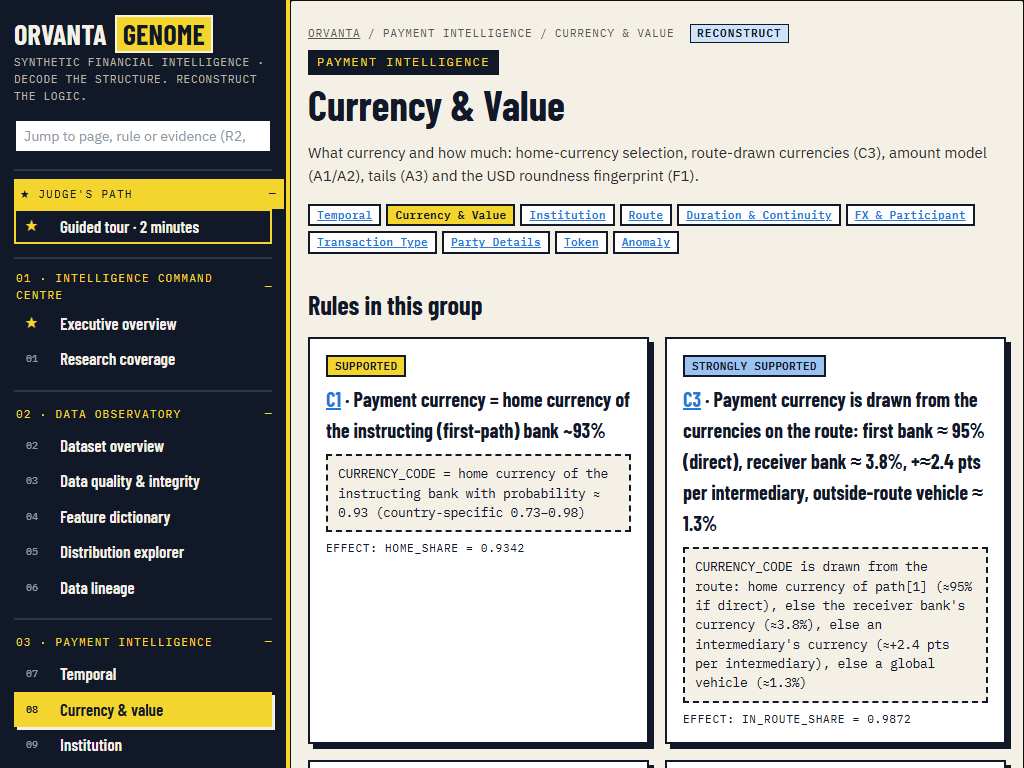 ORVANTA GENOME
SYNTHETIC FINANCIAL INTELLIGENCE ·
DECODE THE STRUCTURE. RECONSTRUCT
THE LOGIC.
Jump to page, rule or evidence (R2,
★ JUDGE'S PATH −
★ Guided tour · 2 minutes
01 · INTELLIGENCE COMMAND
CENTRE −
★ Executive overview
01 Research coverage
02 · DATA OBSERVATORY −
02 Dataset overview
03 Data quality & integrity
04 Feature dictionary
05 Distribution explorer
06 Data lineage
03 · PAYMENT INTELLIGENCE −
07 Temporal
08 Currency & value
09 Institution
ORVANTA / PAYMENT INTELLIGENCE / CURRENCY & VALUE RECONSTRUCT
PAYMENT INTELLIGENCE
Currency & Value
What currency and how much: home-currency selection, route-drawn currencies (C3), amount model
(A1/A2), tails (A3) and the USD roundness fingerprint (F1).
Temporal Currency & Value Institution Route Duration & Continuity FX & Participant
Transaction Type Party Details Token Anomaly
Rules in this group
SUPPORTED
C1 · Payment currency = home currency of
the instructing (first-path) bank ~93%
CURRENCY_CODE = home currency of the
instructing bank with probability ≈
0.93 (country-specific 0.73–0.98)
EFFECT: HOME_SHARE = 0.9342
STRONGLY SUPPORTED
C3 · Payment currency is drawn from the
currencies on the route: first bank ≈ 95%
(direct), receiver bank ≈ 3.8%, +≈2.4 pts
per intermediary, outside-route vehicle ≈
1.3%
CURRENCY_CODE is drawn from the
route: home currency of path[1] (≈95%
if direct), else the receiver bank's
currency (≈3.8%), else an
intermediary's currency (≈+2.4 pts
per intermediary), else a global
vehicle (≈1.3%)
EFFECT: IN_ROUTE_SHARE = 0.9872